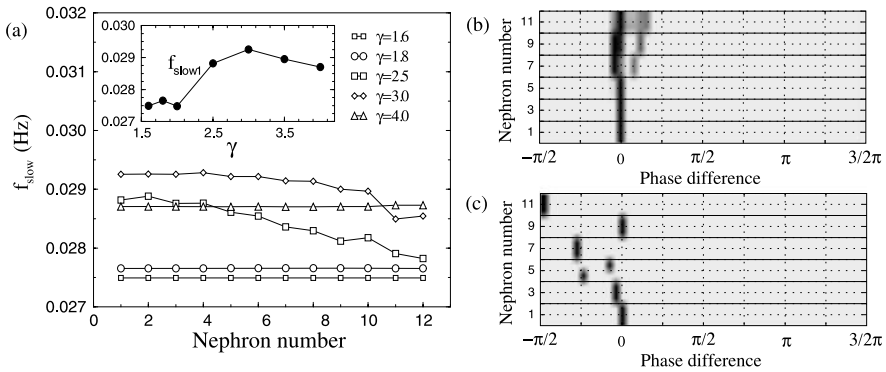 (a)
f_slow (Hz)
0.032
0.031
0.030
0.029
0.028
0.027
0 2 4 6 8 10 12
Nephron number
0.030
0.029
0.028
0.027
f_slow1
1.5 2.5 3.5
γ
γ=1.6
γ=1.8
γ=2.5
γ=3.0
γ=4.0
(b)
Nephron number
11
9
7
5
3
1
−π/2 0 π/2 π 3/2π
Phase difference
(c)
Nephron number
11
9
7
5
3
1
−π/2 0 π/2 π 3/2π
Phase difference